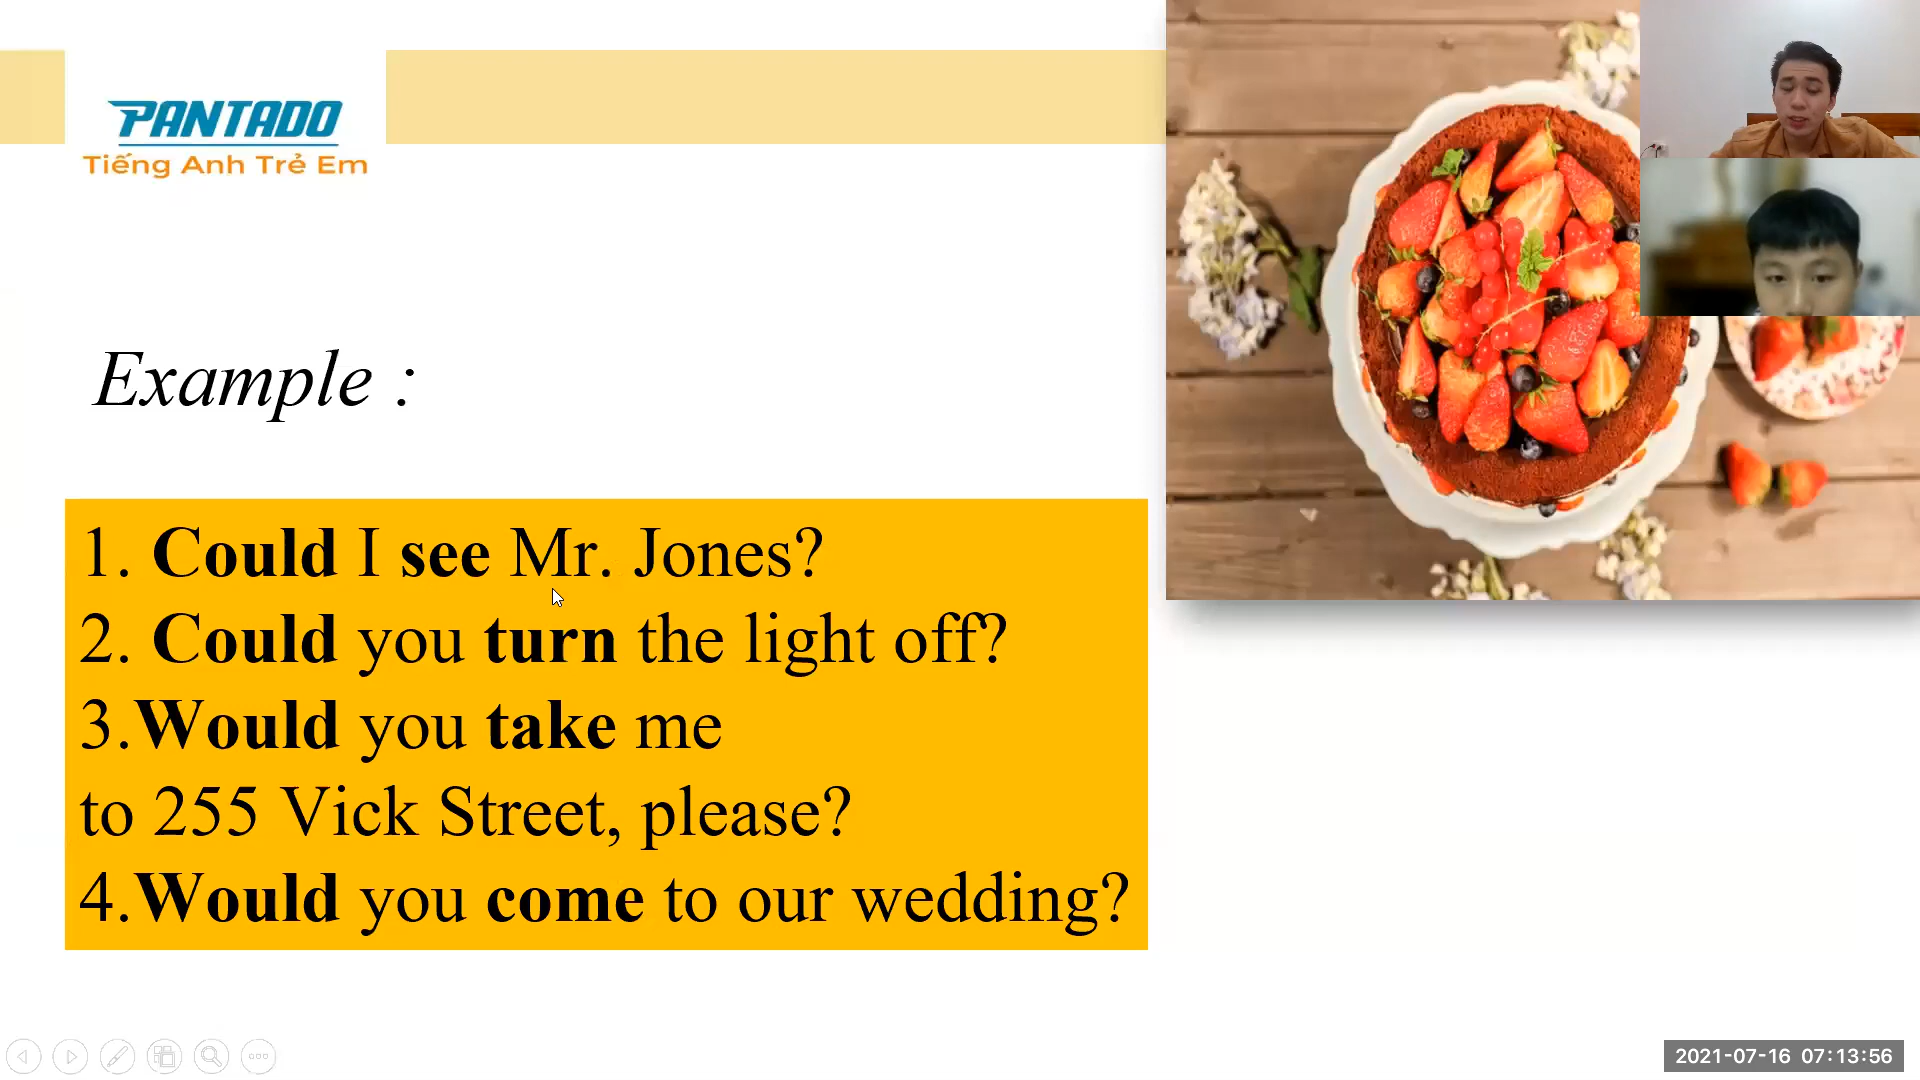 PANTADO
Tiếng Anh Trẻ Em
Example :
1. Could I see Mr. Jones?
2. Could you turn the light off?
3.Would you take me
to 255 Vick Street, please?
4.Would you come to our wedding?
2021-07-16 07:13:56